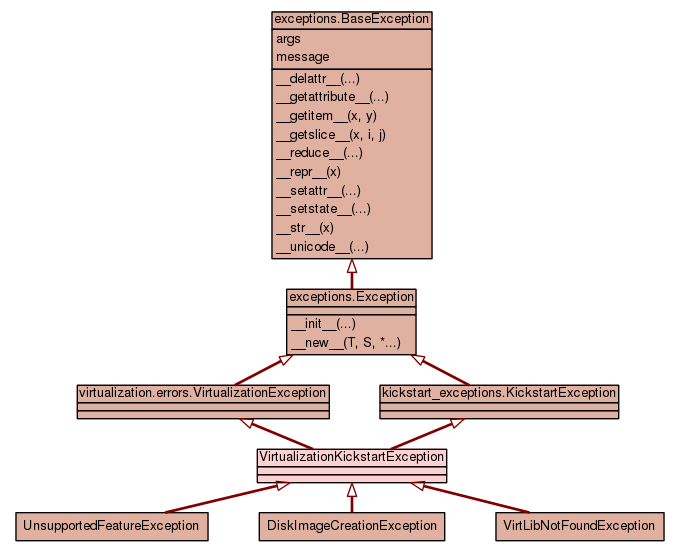 exceptions.BaseException
args
message
__delattr__(...)
__getattribute__(...)
__getitem__(x, y)
__getslice__(x, i, j)
__reduce__(...)
__repr__(x)
__setattr__(...)
__setstate__(...)
__str__(x)
__unicode__(...)
exceptions.Exception
__init__(...)
__new__(T, S, *...)
virtualization.errors.VirtualizationException
kickstart_exceptions.KickstartException
VirtualizationKickstartException
UnsupportedFeatureException
DiskImageCreationException
VirtLibNotFoundException